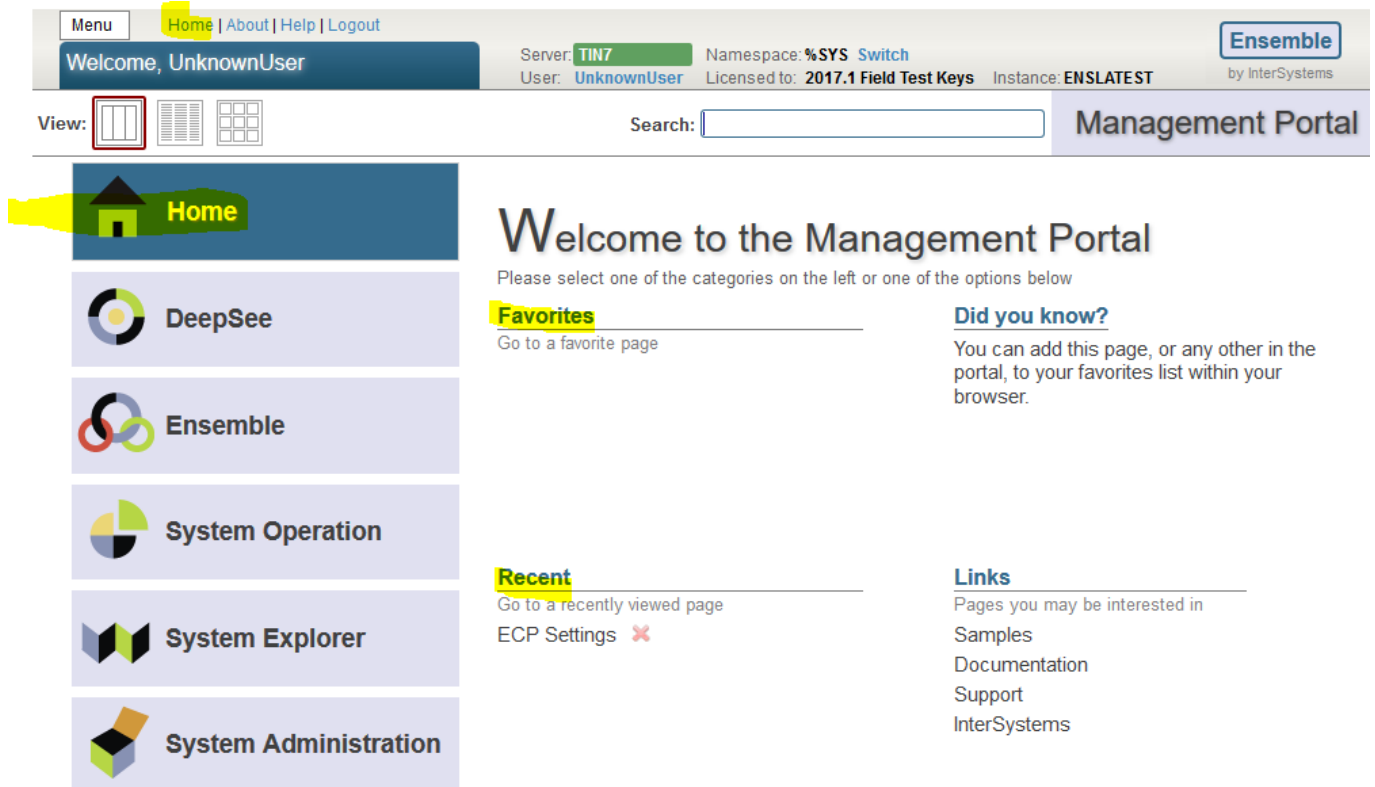 Menu Home | About | Help | Logout
Welcome, UnknownUser
Server: TIN7 Namespace: %SYS Switch
User: UnknownUser Licensed to: 2017.1 Field Test Keys Instance: ENSLATEST
Ensemble
by InterSystems
View: Search: Management Portal
Home
DeepSee
Ensemble
System Operation
System Explorer
System Administration
Welcome to the Management Portal
Please select one of the categories on the left or one of the options below
Favorites
Go to a favorite page
Did you know?
You can add this page, or any other in the
portal, to your favorites list within your
browser.
Recent
Go to a recently viewed page
ECP Settings
Links
Pages you may be interested in
Samples
Documentation
Support
InterSystems